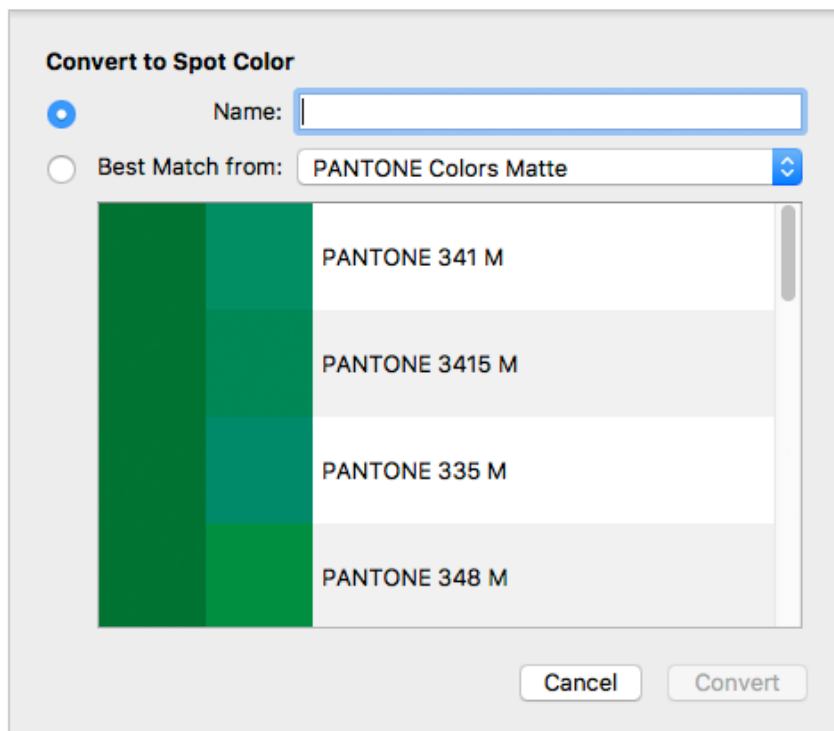 Convert to Spot Color
Name:
Best Match from: PANTONE Colors Matte
PANTONE 341 M
PANTONE 3415 M
PANTONE 335 M
PANTONE 348 M
Cancel Convert